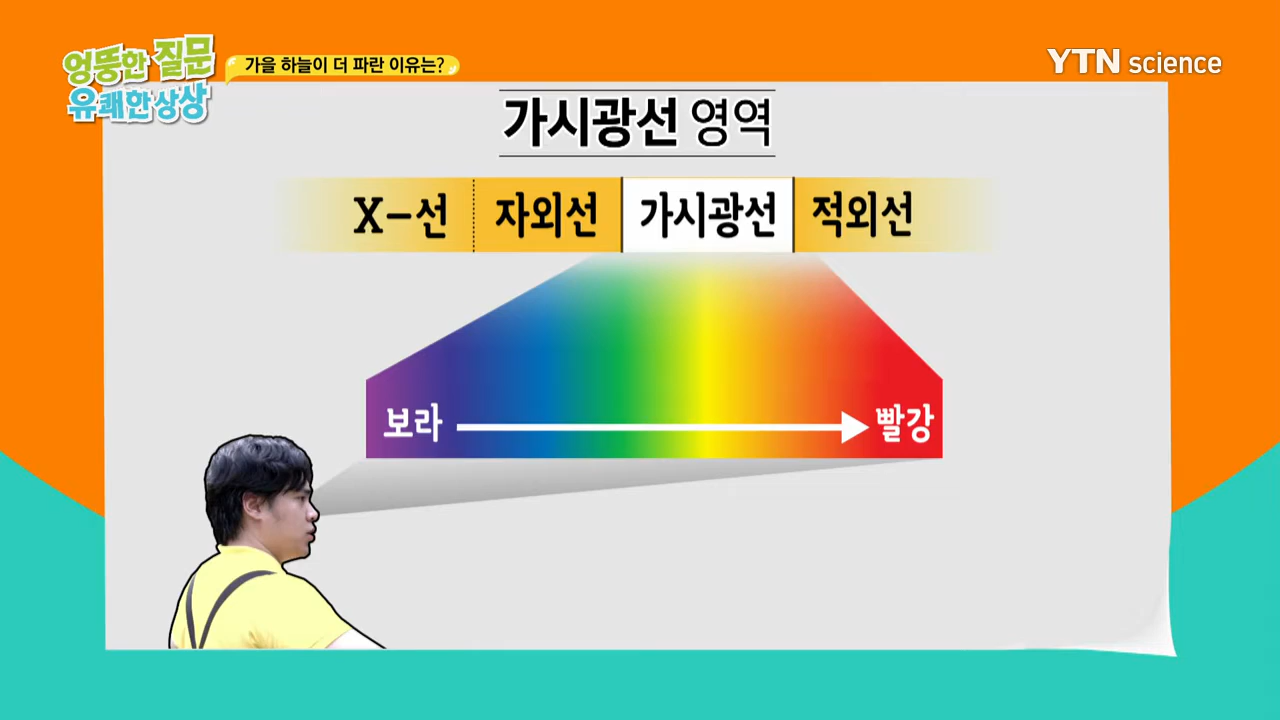 엉뚱한 질문
유쾌한 상상
가을 하늘이 더 파란 이유는?
YTN science
가시광선 영역
X-선 자외선 가시광선 적외선
보라 빨강